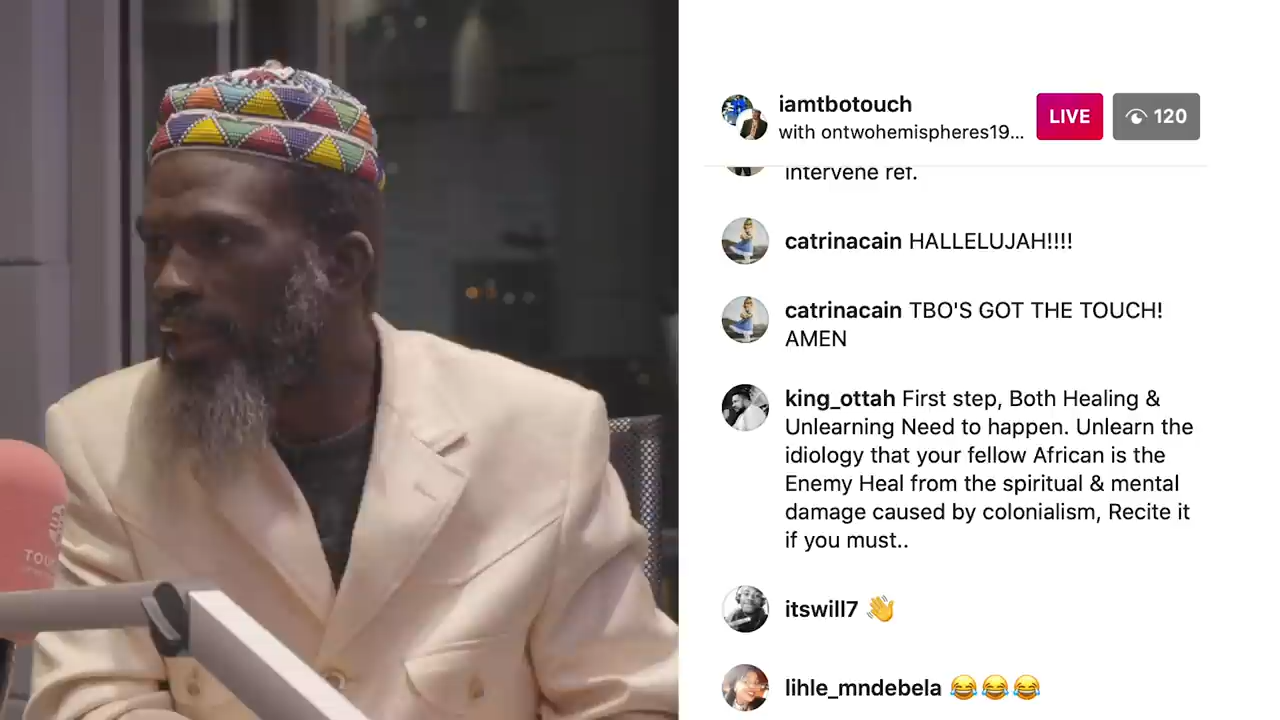 iamtbotouch
with ontwohemispheres19...
LIVE
120
intervene ref.
catrinacain HALLELUJAH!!!!
catrinacain TBO'S GOT THE TOUCH!
AMEN
king_ottah First step, Both Healing &
Unlearning Need to happen. Unlearn the
idiology that your fellow African is the
Enemy Heal from the spiritual & mental
damage caused by colonialism, Recite it
if you must..
itswill7 👋
lihle_mndebela 😂😂😂